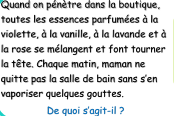 Quand on pénètre dans la boutique,
toutes les essences parfumées à la
violette, à la vanille, à la lavande et à
la rose se mélangent et font tourner
la tête. Chaque matin, maman ne
quitte pas la salle de bain sans s'en
vaporiser quelques gouttes.
De quoi s'agit-il ?